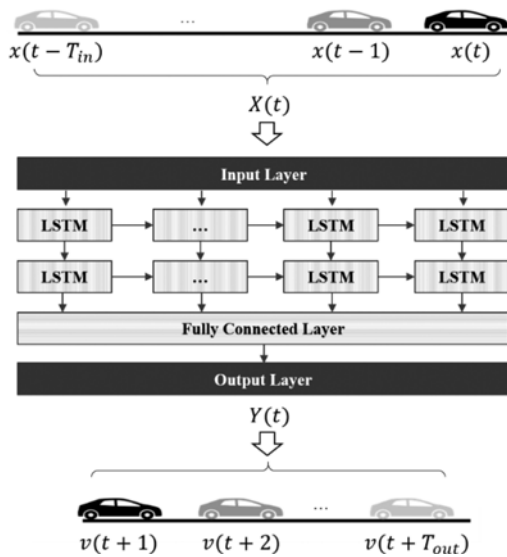 ...
x(t − T_in) x(t − 1) x(t)
X(t)
Input Layer
LSTM ... LSTM LSTM
LSTM ... LSTM LSTM
Fully Connected Layer
Output Layer
Y(t)
...
v(t + 1) v(t + 2) v(t + T_out)